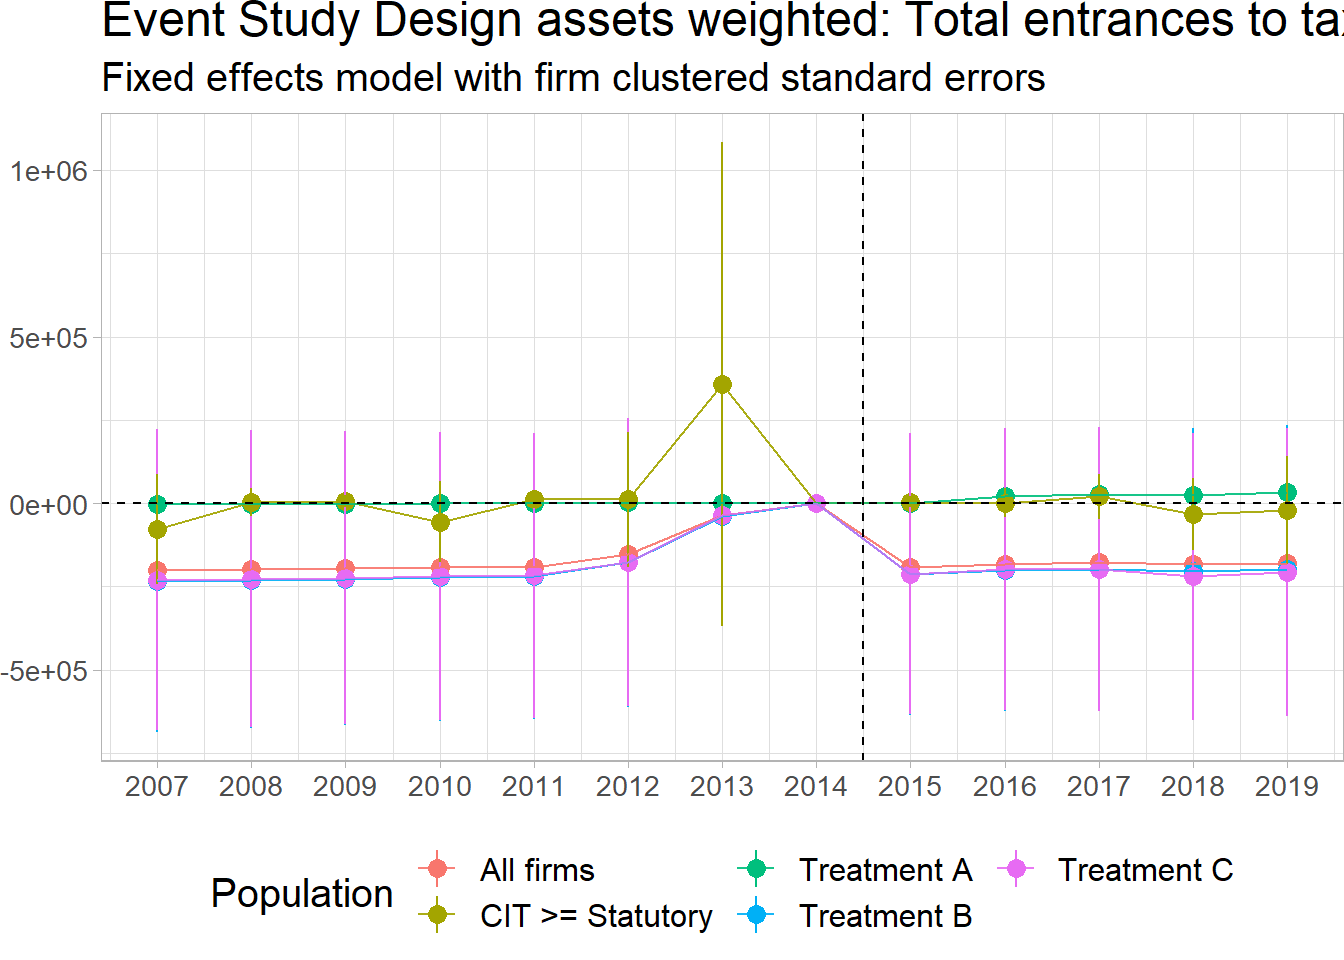 Event Study Design assets weighted: Total entrances to
Fixed effects model with firm clustered standard errors
1e+06
5e+05
0e+00
-5e+05
2007 2008 2009 2010 2011 2012 2013 2014 2015 2016 2017 2018 2019
Population
All firms
CIT >= Statutory
Treatment A
Treatment B
Treatment C